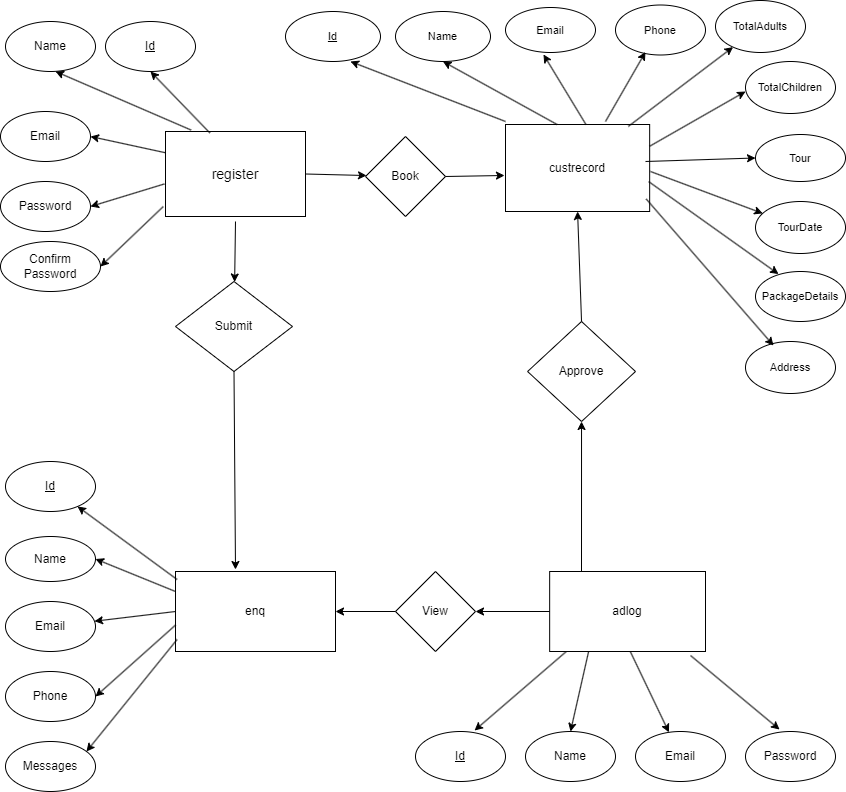 Name
Id
Id
Name
Email
Phone
TotalAdults
TotalChildren
Email
register
Book
custrecord
Tour
Password
TourDate
Confirm
Password
PackageDetails
Submit
Approve
Address
Id
Name
enq
View
adlog
Email
Phone
Messages
Id
Name
Email
Password